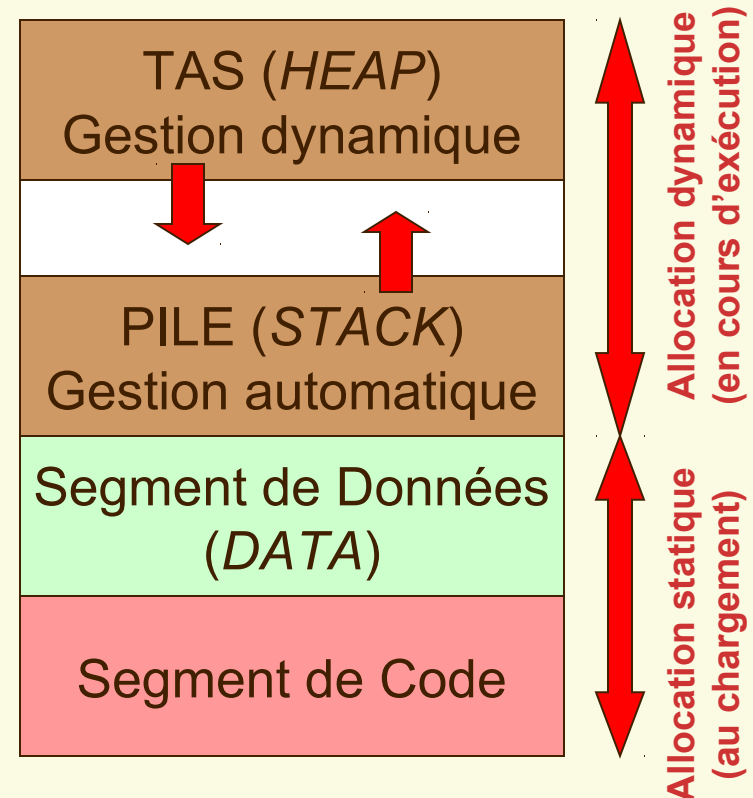 TAS (HEAP)
Gestion dynamique
PILE (STACK)
Gestion automatique
Segment de Données
(DATA)
Segment de Code
Allocation dynamique
(en cours d’exécution)
Allocation statique
(au chargement)